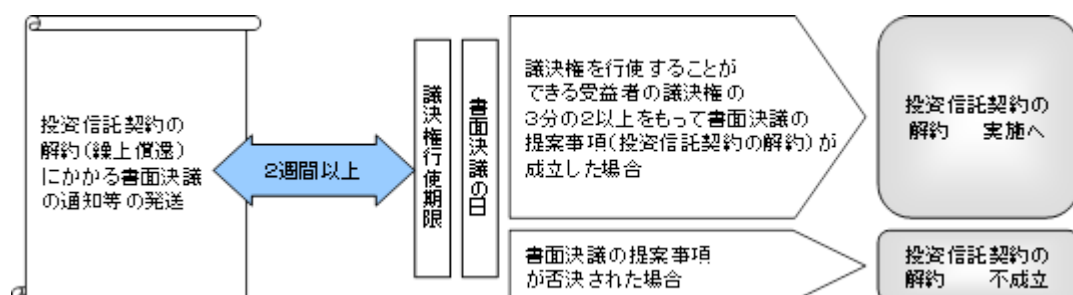 投資信託契約の
解約(繰上償還)
にかかる書面決議
の通知等の発送
2週間以上
議決権行使期限
書面決議の日
議決権を行使することが
できる受益者の議決権の
3分の2以上をもって書面決議の
提案事項(投資信託契約の解約)が
成立した場合
投資信託契約の
解約 実施へ
書面決議の提案事項
が否決された場合
投資信託契約の
解約 不成立